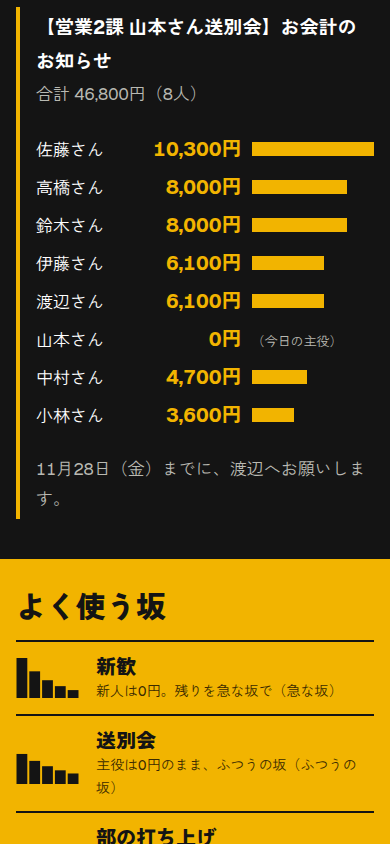 【営業2課 山本さん送別会】お会計の
お知らせ
合計 46,800円（8人）
佐藤さん 10,300円
高橋さん 8,000円
鈴木さん 8,000円
伊藤さん 6,100円
渡辺さん 6,100円
山本さん 0円 （今日の主役）
中村さん 4,700円
小林さん 3,600円
11月28日（金）までに、渡辺へお願いしま
す。
よく使う坂
新歓
新人は0円。残りを急な坂で（急な坂）
送別会
主役は0円のまま、ふつうの坂（ふつうの
坂）
部の打ち上げ